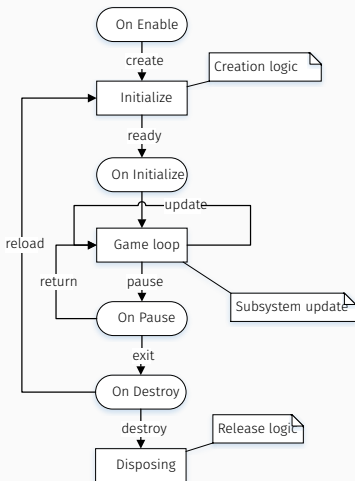 On Enable
create
Creation logic
Initialize
ready
On Initialize
update
reload
Game loop
return
pause
Subsystem update
On Pause
exit
On Destroy
destroy
Release logic
Disposing